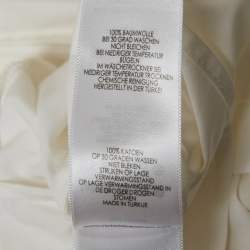 100% BAUMWOLLE
BEI 30 GRAD WASCHEN
NICHT BLEICHEN
BEI NIEDRIGER TEMPERATUR
BÜGELN
IM WÄSCHETROCKNER BEI
NIEDRIGER TEMPERATUR TROCKNEN
CHEMISCHE REINIGUNG
HERGESTELLT IN DER TÜRKEI
100% KATOEN
OP 30 GRADEN WASSEN
NIET BLEKEN
STRIJKEN OP LAGE
VERWARMINGSSTAND
OP LAGE VERWARMINGSSTAND
IN DE WASDROGER DROGEN
STOMEN
MADE IN TURKIJE